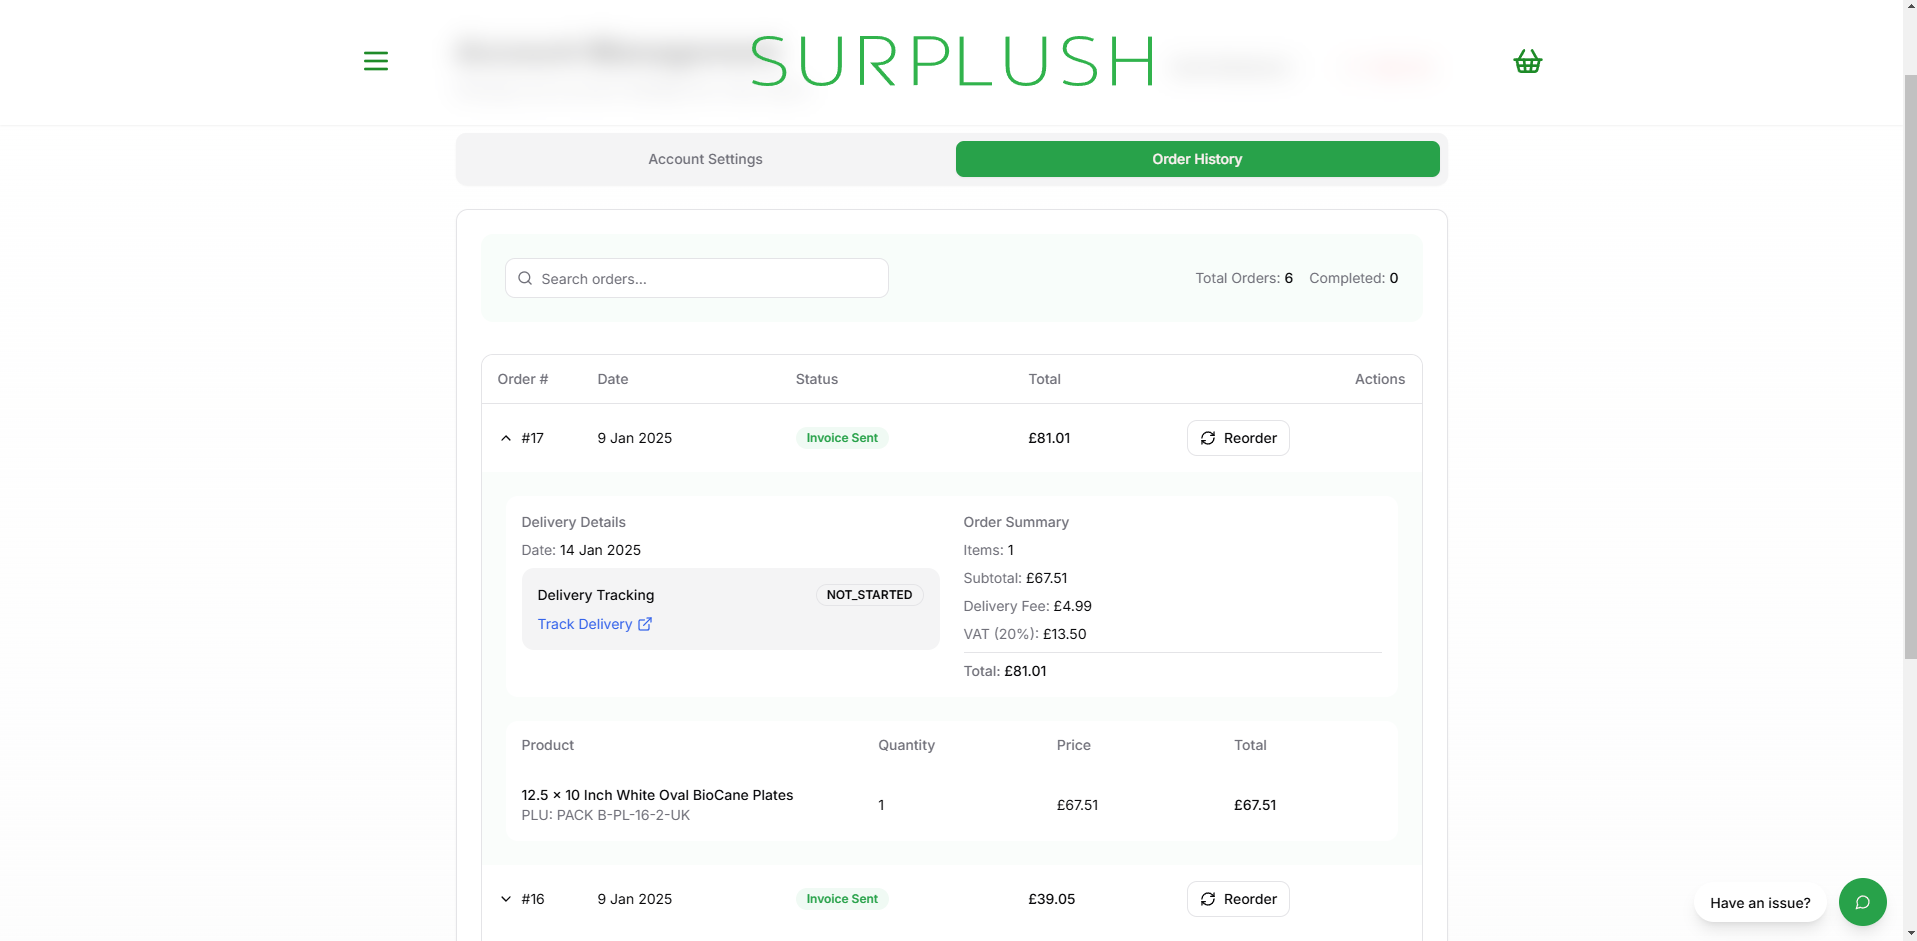 SURPLUSH
Account Settings
Order History
Search orders...
Total Orders: 6 Completed: 0
Order # Date Status Total Actions
#17 9 Jan 2025 Invoice Sent £81.01 Reorder
Delivery Details
Date: 14 Jan 2025
Delivery Tracking NOT_STARTED
Track Delivery
Order Summary
Items: 1
Subtotal: £67.51
Delivery Fee: £4.99
VAT (20%): £13.50
Total: £81.01
Product Quantity Price Total
12.5 × 10 Inch White Oval BioCane Plates
PLU: PACK B-PL-16-2-UK
1 £67.51 £67.51
#16 9 Jan 2025 Invoice Sent £39.05 Reorder
Have an issue?